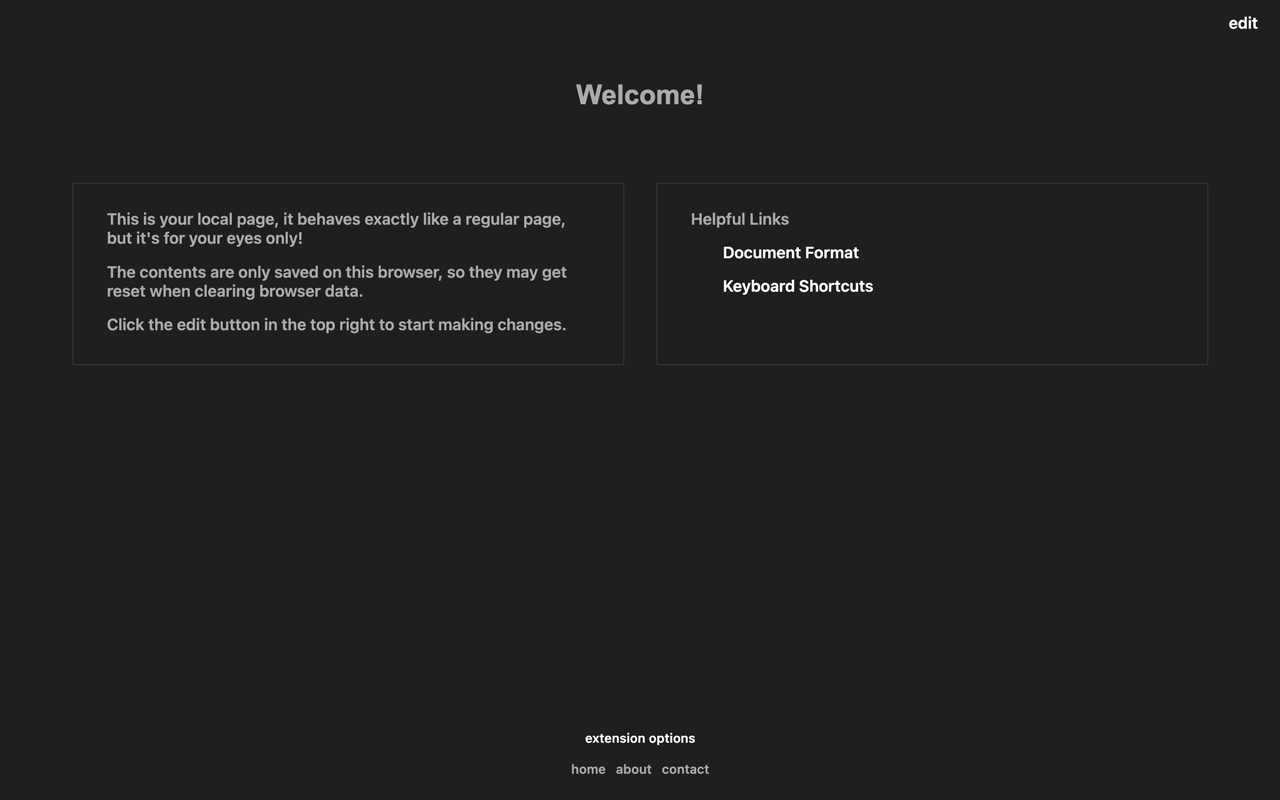 edit
Welcome!
This is your local page, it behaves exactly like a regular page,
but it's for your eyes only!
The contents are only saved on this browser, so they may get
reset when clearing browser data.
Click the edit button in the top right to start making changes.
Helpful Links
Document Format
Keyboard Shortcuts
extension options
home about contact